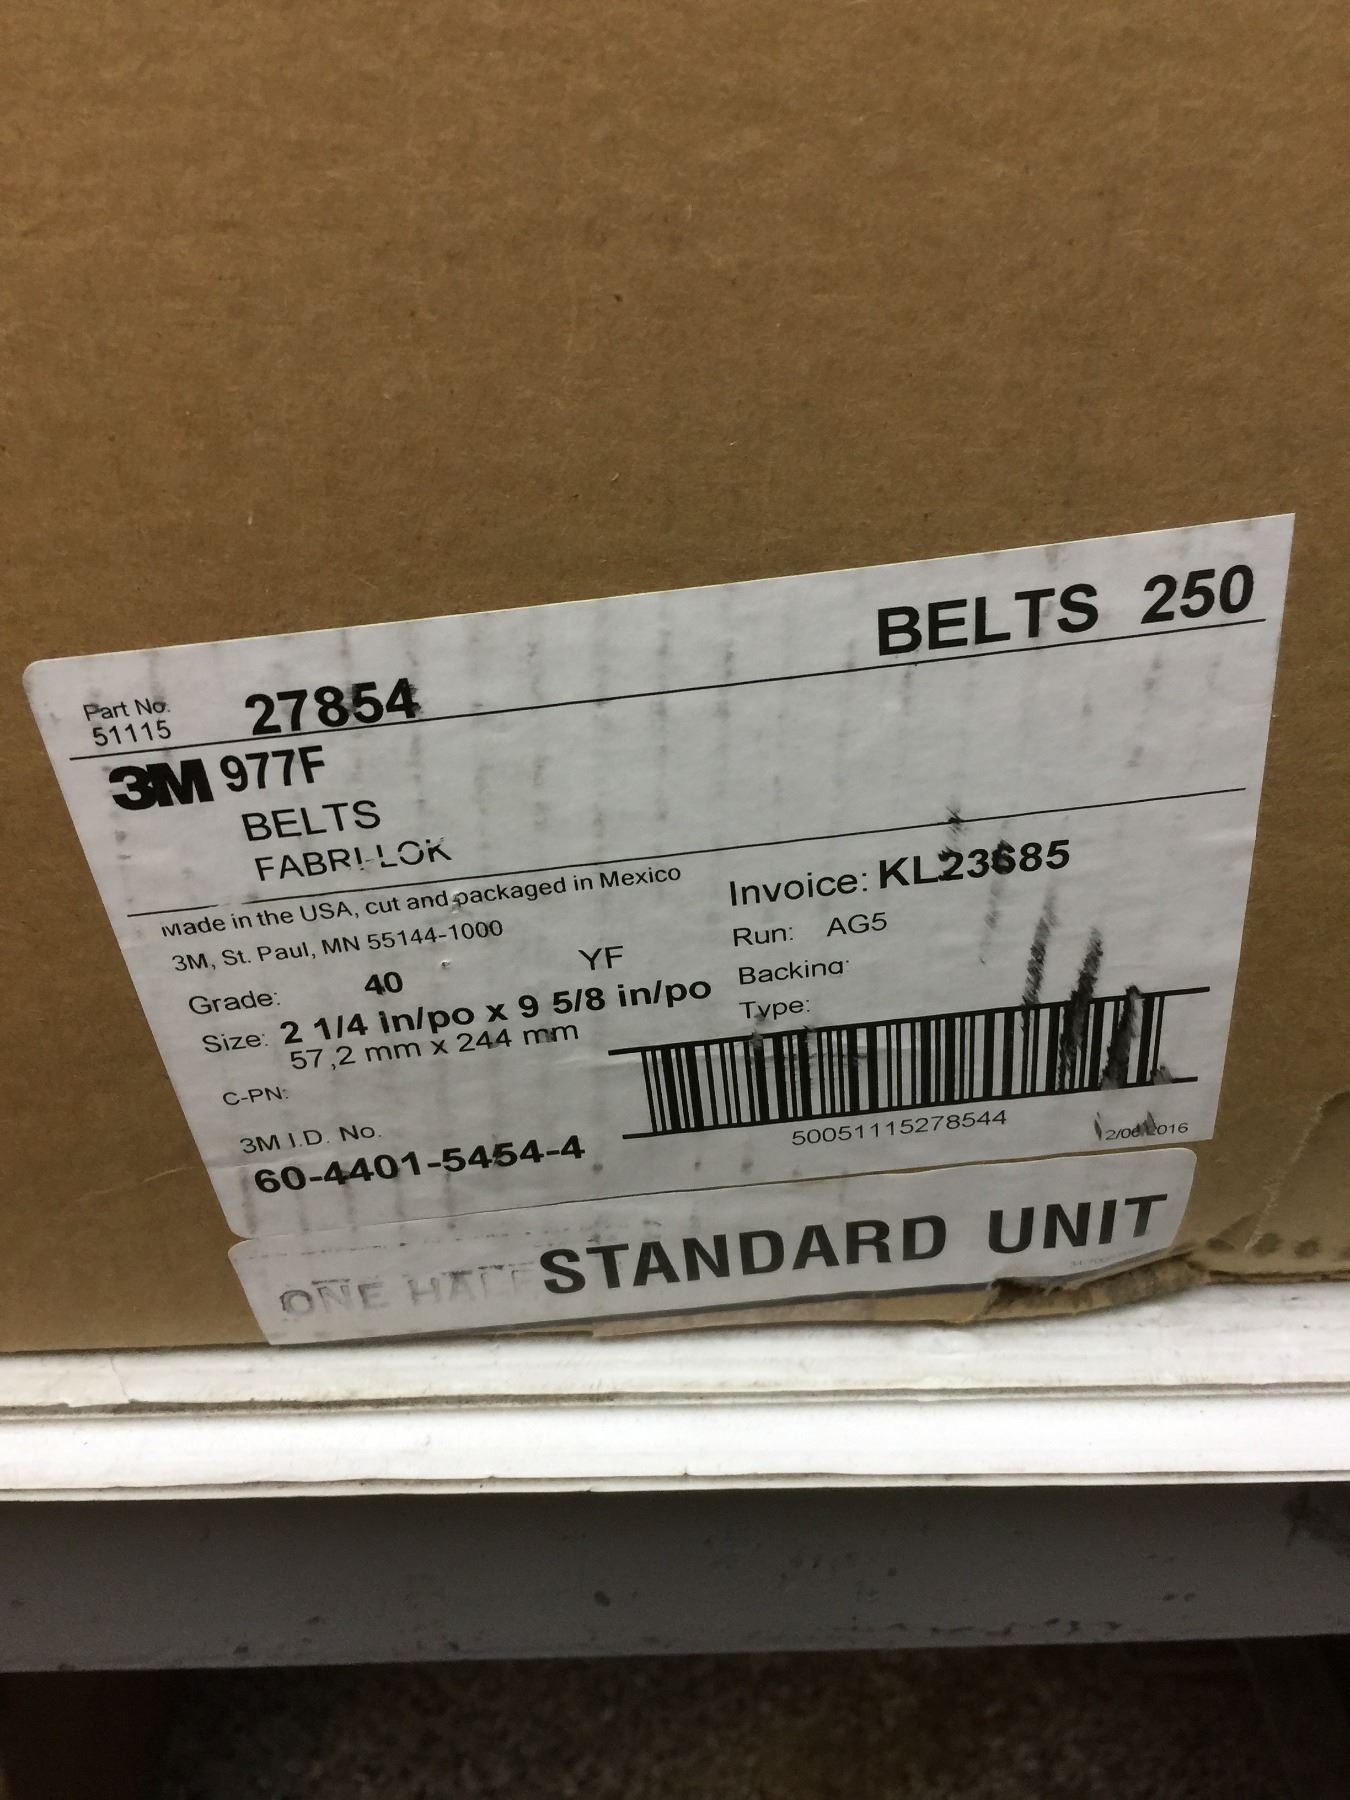 BELTS 250
Part No. 27854
51115
3M 977F
BELTS
FABRI-LOK
Made in the USA, cut and packaged in Mexico
3M, St. Paul, MN 55144-1000
Grade: 40 YF
Size: 2 1/4 in/po x 9 5/8 in/po
57,2 mm x 244 mm
C-PN:
3M I.D. No.
60-4401-5454-4
Invoice: KL23685
Run: AG5
Backing:
Type:
50051115278544
ONE HALF STANDARD UNIT